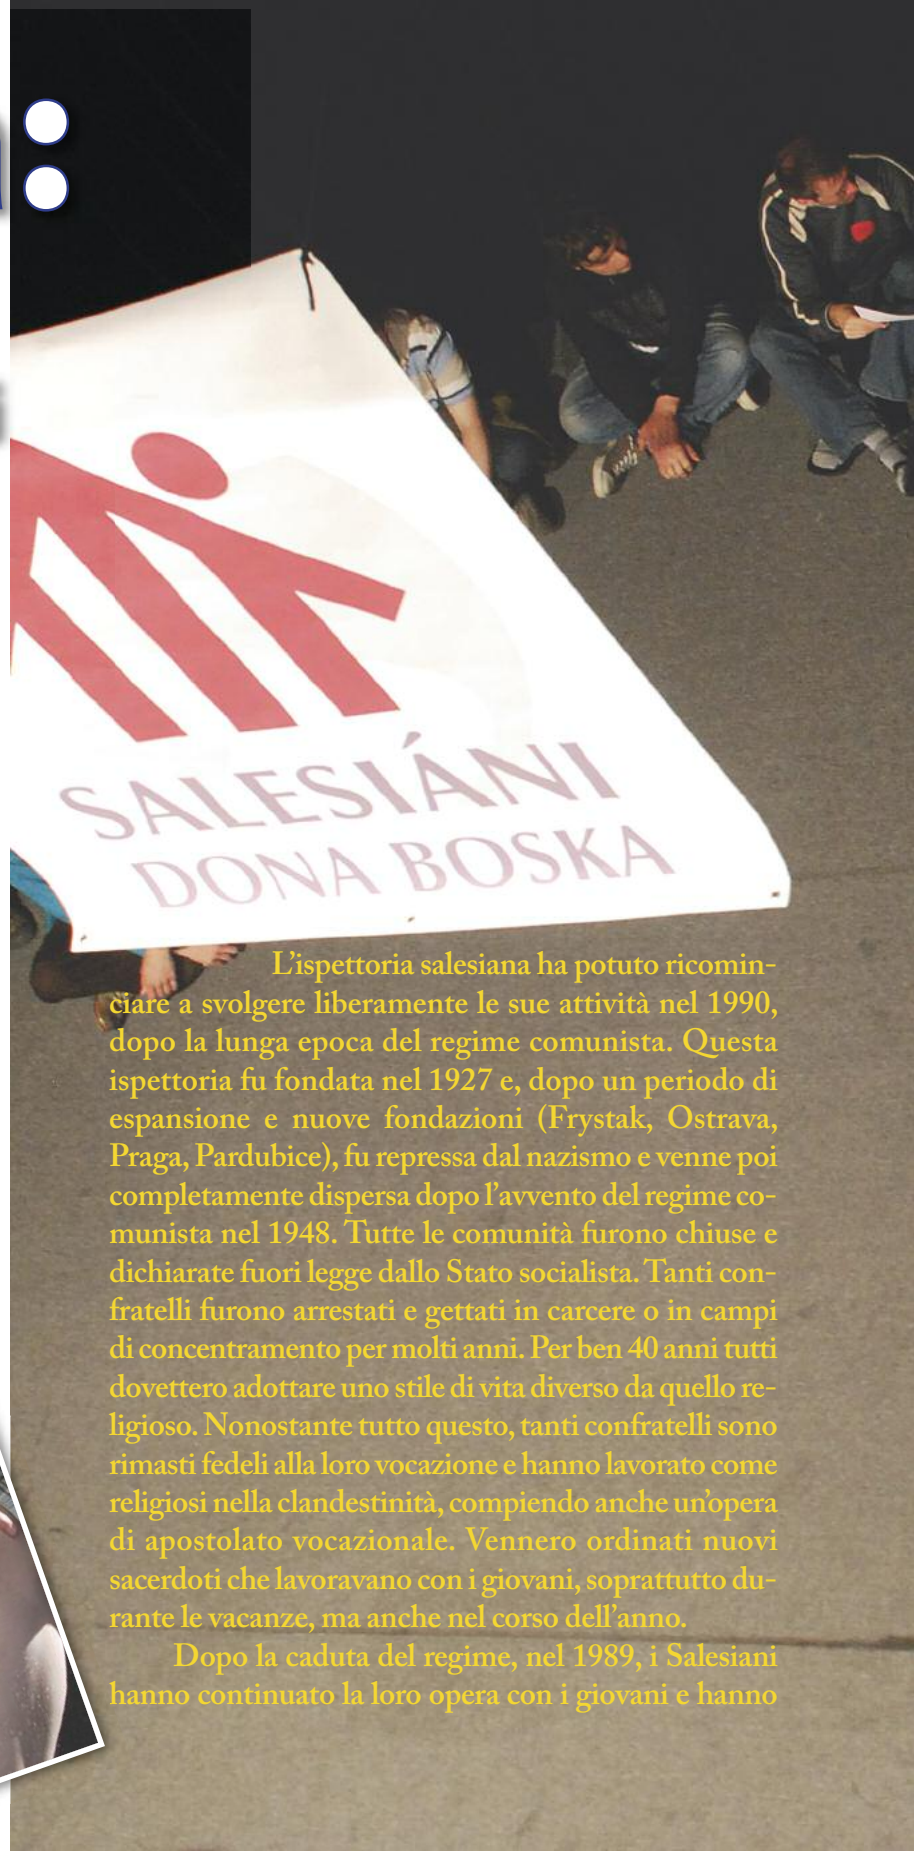 :
SALESIÁNI
DONA BOSKA
L’ispettoria salesiana ha potuto ricomin-
ciare a svolgere liberamente le sue attività nel 1990,
dopo la lunga epoca del regime comunista. Questa
ispettoria fu fondata nel 1927 e, dopo un periodo di
espansione e nuove fondazioni (Frystak, Ostrava,
Praga, Pardubice), fu repressa dal nazismo e venne poi
completamente dispersa dopo l’avvento del regime co-
munista nel 1948. Tutte le comunità furono chiuse e
dichiarate fuori legge dallo Stato socialista. Tanti con-
fratelli furono arrestati e gettati in carcere o in campi
di concentramento per molti anni. Per ben 40 anni tutti
dovettero adottare uno stile di vita diverso da quello re-
ligioso. Nonostante tutto questo, tanti confratelli sono
rimasti fedeli alla loro vocazione e hanno lavorato come
religiosi nella clandestinità, compiendo anche un’opera
di apostolato vocazionale. Vennero ordinati nuovi
sacerdoti che lavoravano con i giovani, soprattutto du-
rante le vacanze, ma anche nel corso dell’anno.
Dopo la caduta del regime, nel 1989, i Salesiani
hanno continuato la loro opera con i giovani e hanno